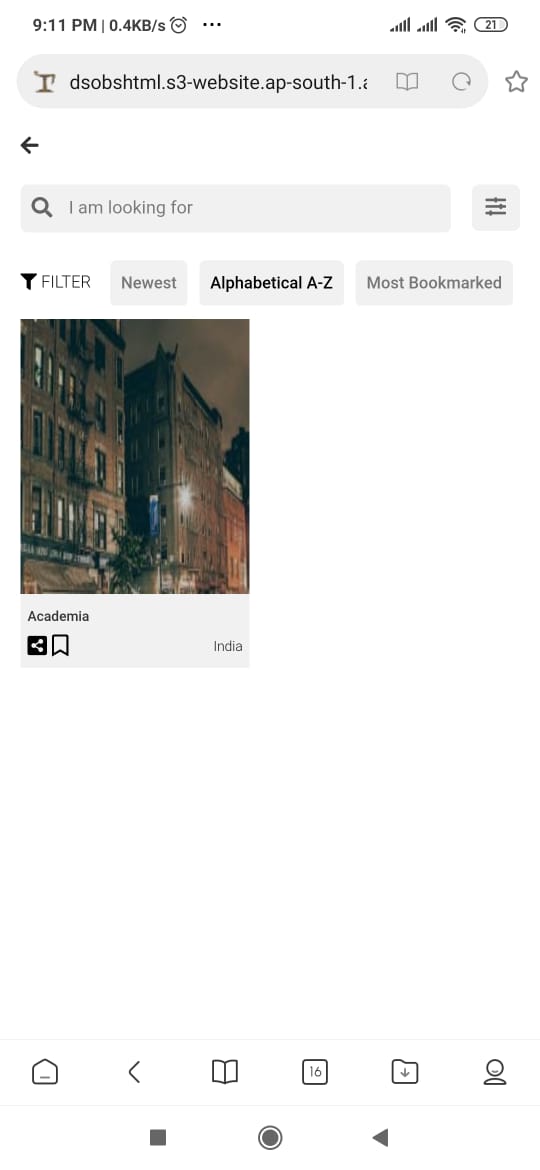 9:11 PM | 0.4KB/s
21
dsobshtml.s3-website.ap-south-1.a
I am looking for
FILTER Newest Alphabetical A-Z Most Bookmarked
Academia
India
16